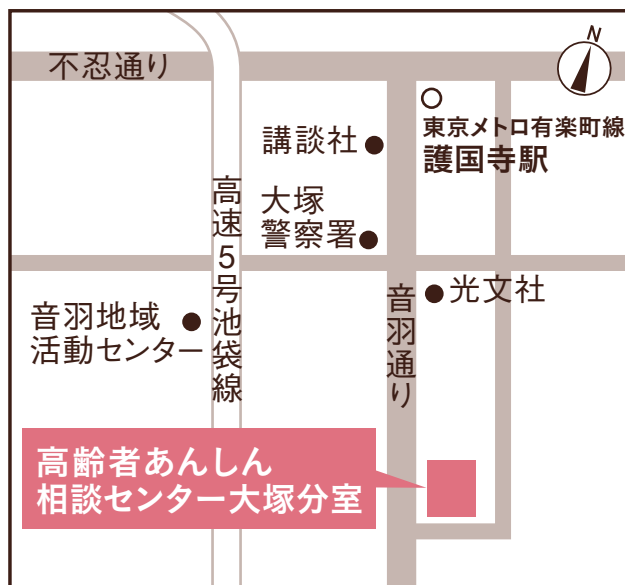 N
不忍通り
東京メトロ有楽町線
護国寺駅
講談社
大塚
警察署
高速5号池袋線
音羽通り
光文社
音羽地域
活動センター
高齢者あんしん
相談センター大塚分室